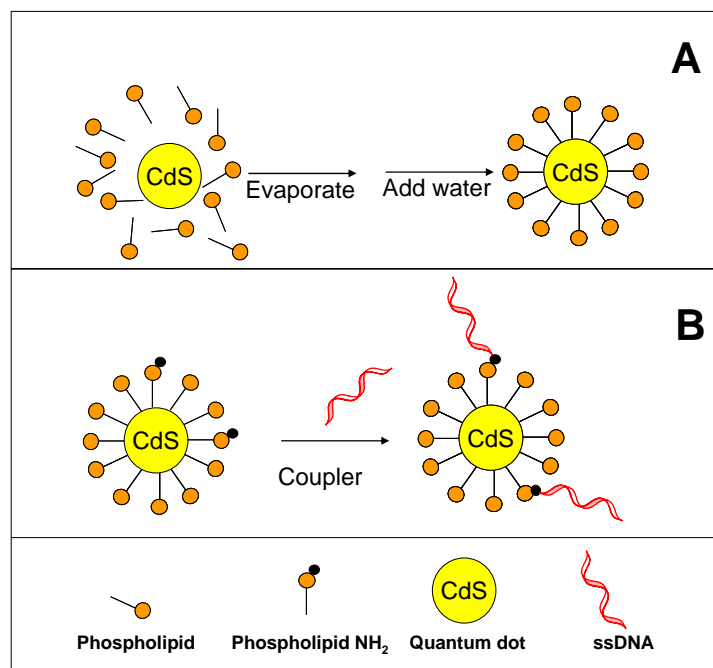 A
CdS
Evaporate
Add water
CdS
B
CdS
Coupler
CdS
CdS
Phospholipid
Phospholipid NH₂
Quantum dot
ssDNA